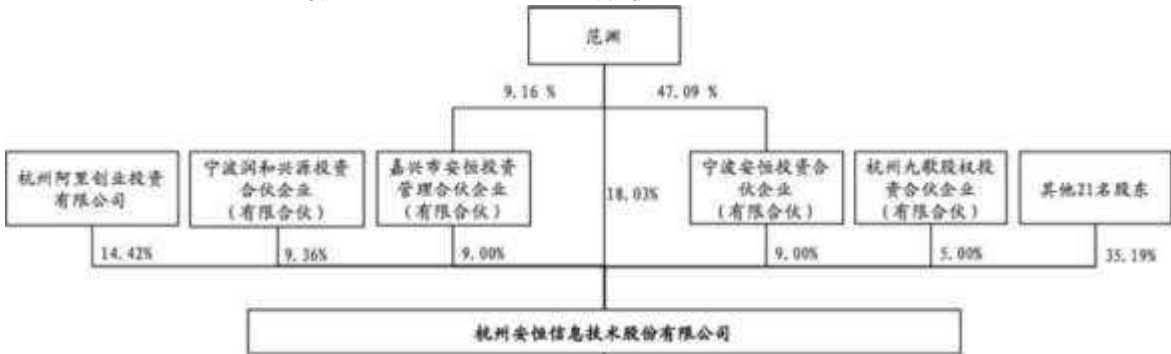 范渊
9.16 %
47.09 %
杭州阿里创业投资
有限公司
宁波润和兴源投资
合伙企业
(有限合伙)
嘉兴市安恒投资
管理合伙企业
(有限合伙)
18.03%
宁波安恒投资合
伙企业
(有限合伙)
杭州九歌股权投
资合伙企业
(有限合伙)
其他21名股东
14.42%
9.36%
9.00%
9.00%
5.00%
35.19%
杭州安恒信息技术股份有限公司